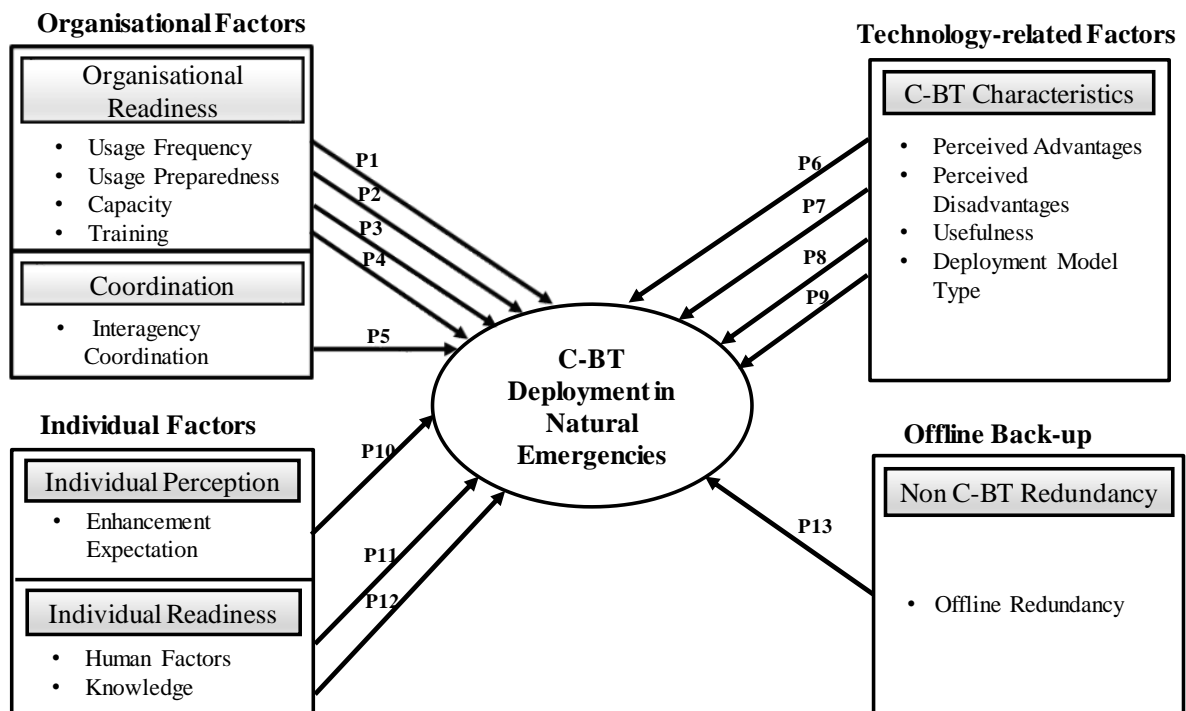 Organisational Factors
Organisational
Readiness
• Usage Frequency
• Usage Preparedness
• Capacity
• Training
Coordination
• Interagency
Coordination
P1
P2
P3
P4
P5
Technology-related Factors
C-BT Characteristics
• Perceived Advantages
• Perceived
Disadvantages
• Usefulness
• Deployment Model
Type
P6
P7
P8
P9
C-BT
Deployment in
Natural
Emergencies
Individual Factors
Individual Perception
• Enhancement
Expectation
Individual Readiness
• Human Factors
• Knowledge
P10
P11
P12
Offline Back-up
Non C-BT Redundancy
• Offline Redundancy
P13